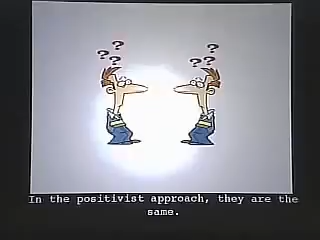 ? ?
? ? ? ?
In the positivist approach, they are the
same.